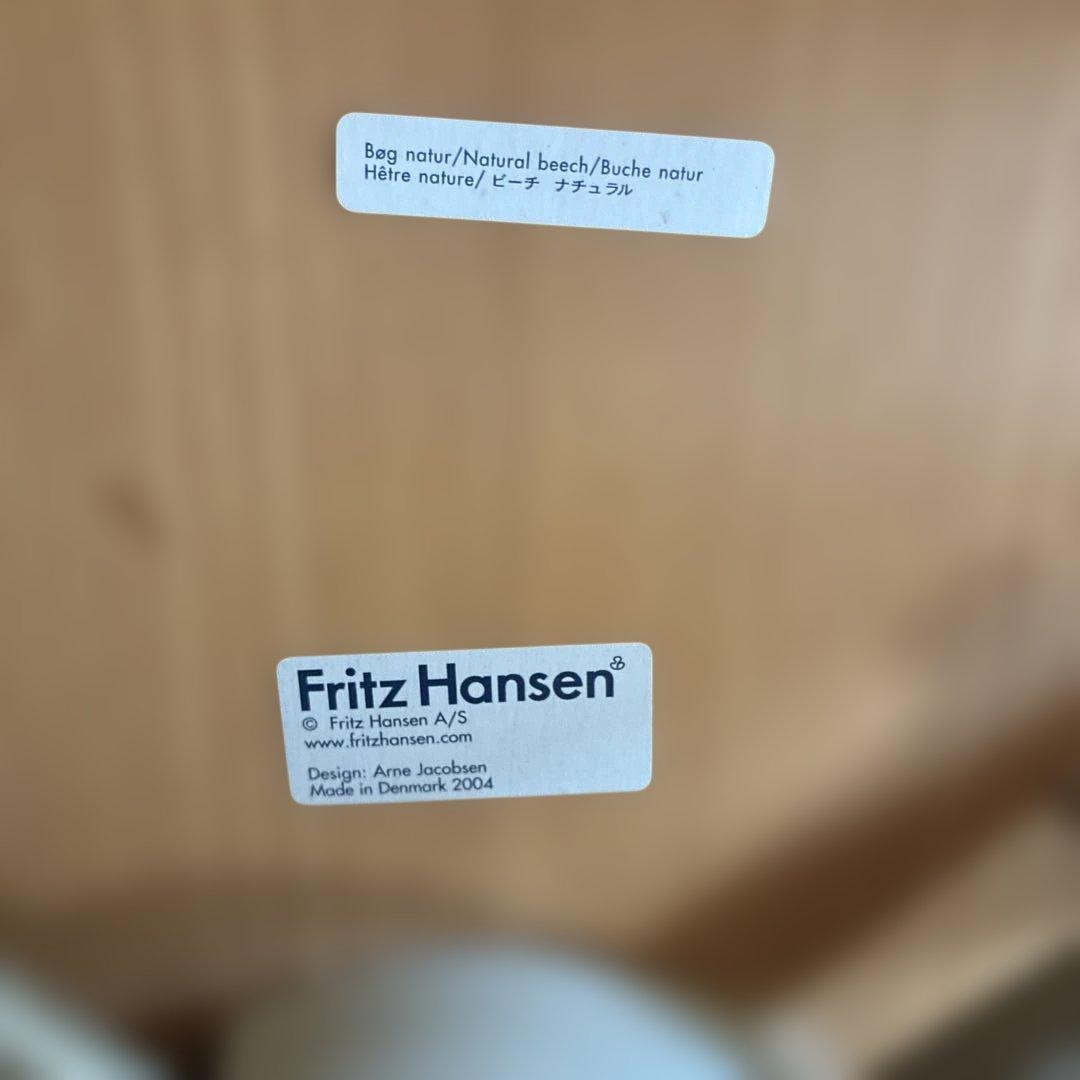 Bøg natur/Natural beech/Buche natur
Hêtre nature/ ビーチ ナチュラル
Fritz Hansen
© Fritz Hansen A/S
www.fritzhansen.com
Design: Arne Jacobsen
Made in Denmark 2004